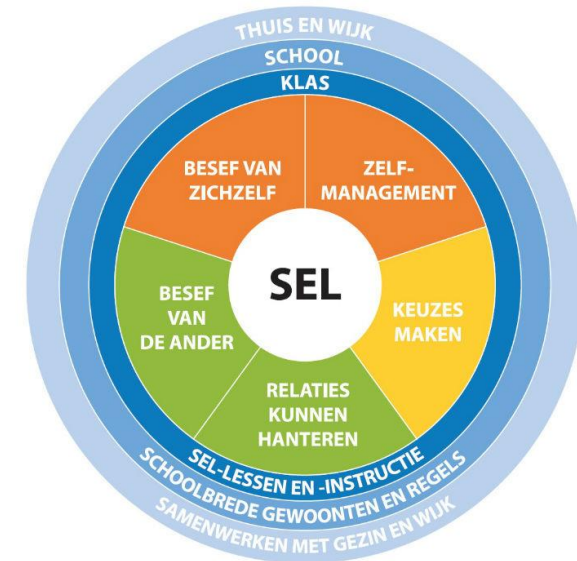 THUIS EN WIJK
SCHOOL
KLAS
BESEF VAN
ZICHZELF
ZELF-
MANAGEMENT
SEL
BESEF
VAN
DE ANDER
KEUZES
MAKEN
RELATIES
KUNNEN
HANTEREN
SEL-LESSEN EN -INSTRUCTIE
SCHOOLBREDE GEWOONTEN EN REGELS
SAMENWERKEN MET GEZIN EN WIJK